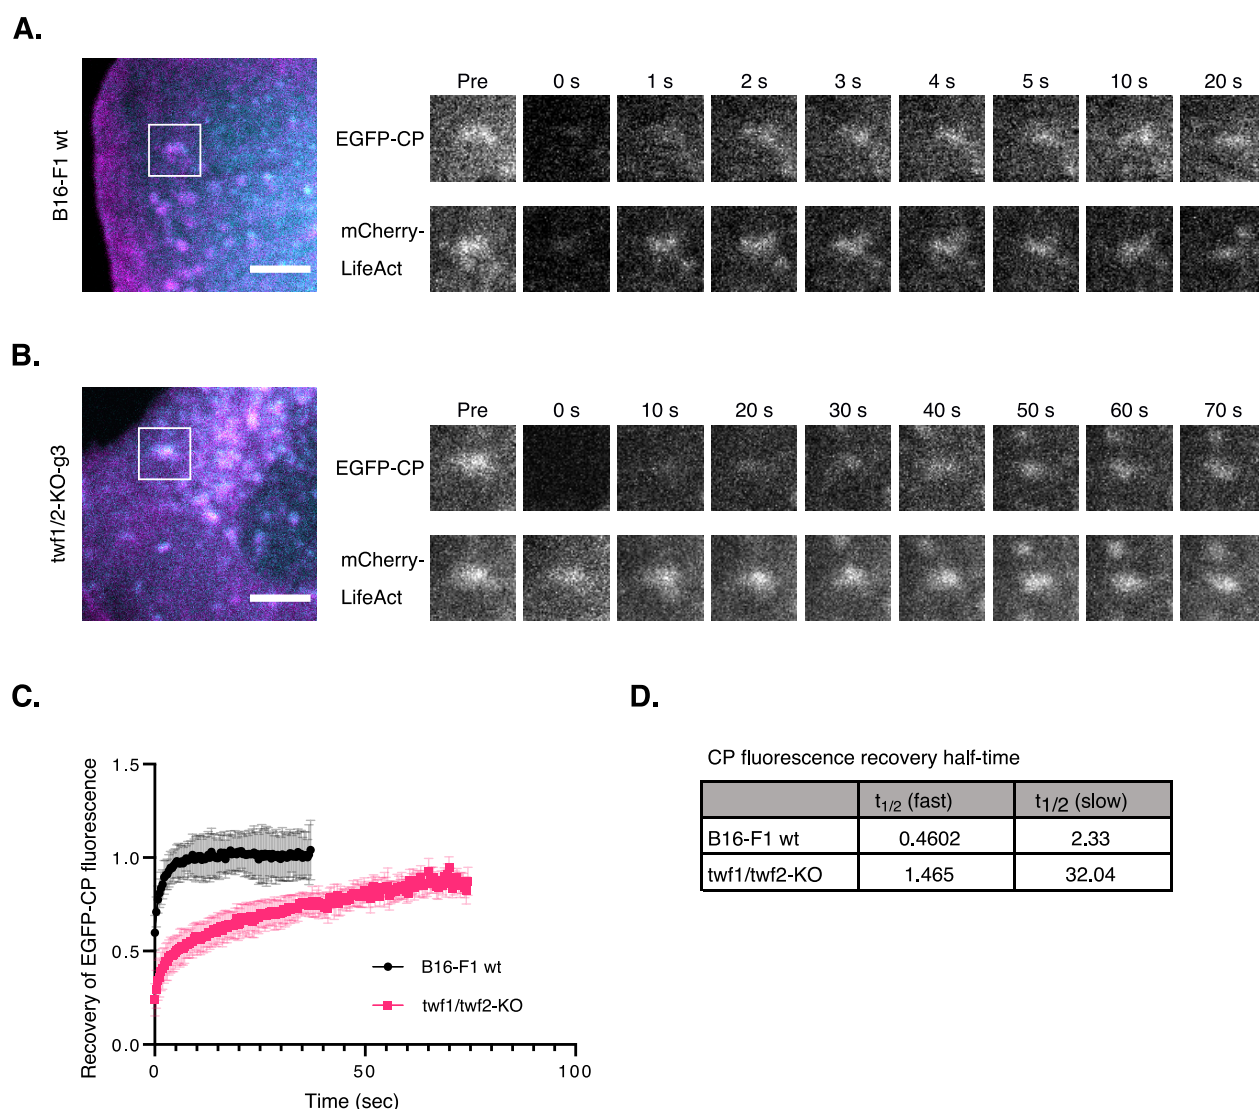 A.
B16-F1 wt
Pre 0 s 1 s 2 s 3 s 4 s 5 s 10 s 20 s
EGFP-CP
mCherry-
LifeAct
B.
twf1/2-KO-g3
Pre 0 s 10 s 20 s 30 s 40 s 50 s 60 s 70 s
EGFP-CP
mCherry-
LifeAct
C.
Recovery of EGFP-CP fluorescence
1.5
1.0
0.5
0.0
0 50 100
Time (sec)
B16-F1 wt
twf1/twf2-KO
D.
CP fluorescence recovery half-time
t1/2 (fast) t1/2 (slow)
B16-F1 wt 0.4602 2.33
twf1/twf2-KO 1.465 32.04